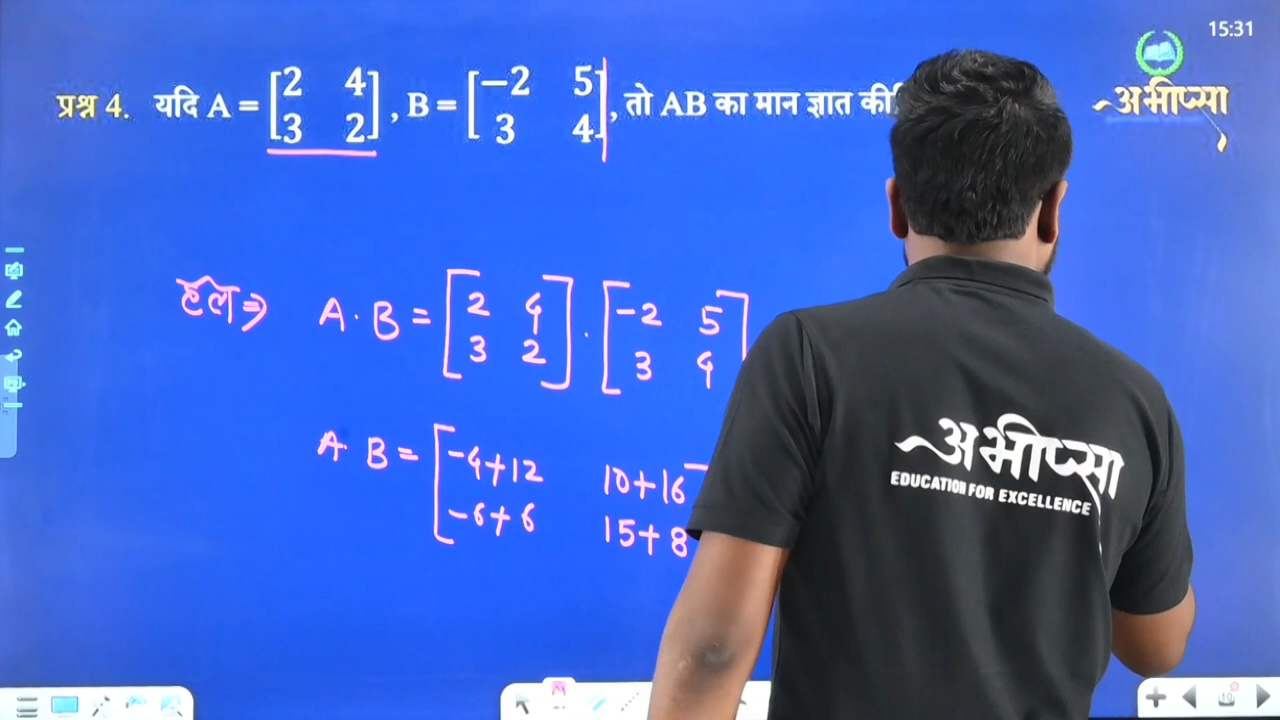 15:31
प्रश्न 4. यदि A = [2 4 3 2], B = [−2 5 3 4], तो AB का मान ज्ञात
अभीप्सा
हल ⇒ A · B = [2 4 3 2] · [−2 5 3 4]
A · B = [−4+12 10+16 −6+6 15+8
अभीप्सा
EDUCATION FOR EXCELLENCE